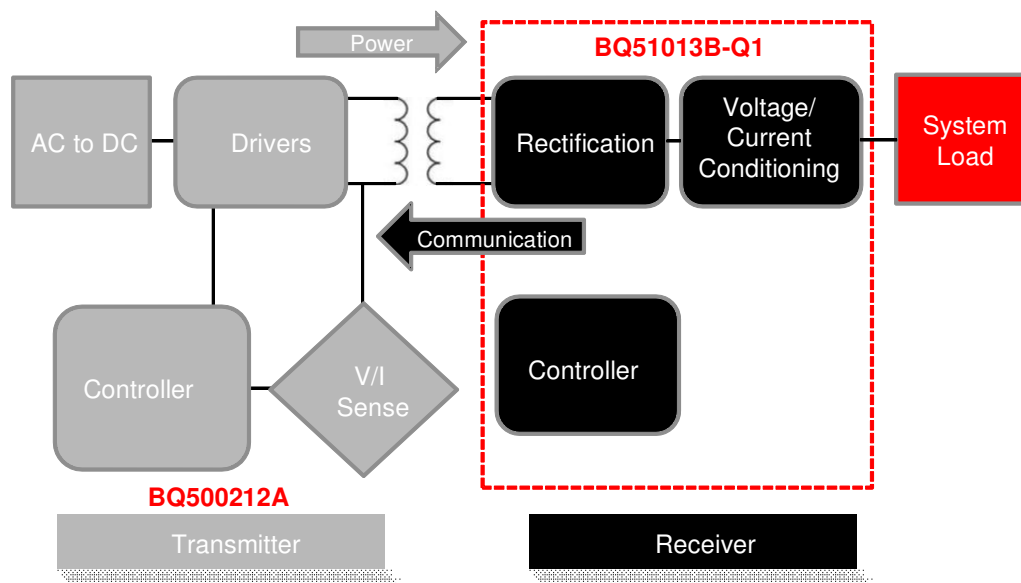 Power
BQ51013B-Q1
AC to DC
Drivers
Rectification
Voltage/
Current
Conditioning
System
Load
Communication
Controller
V/I
Sense
Controller
BQ500212A
Transmitter
Receiver